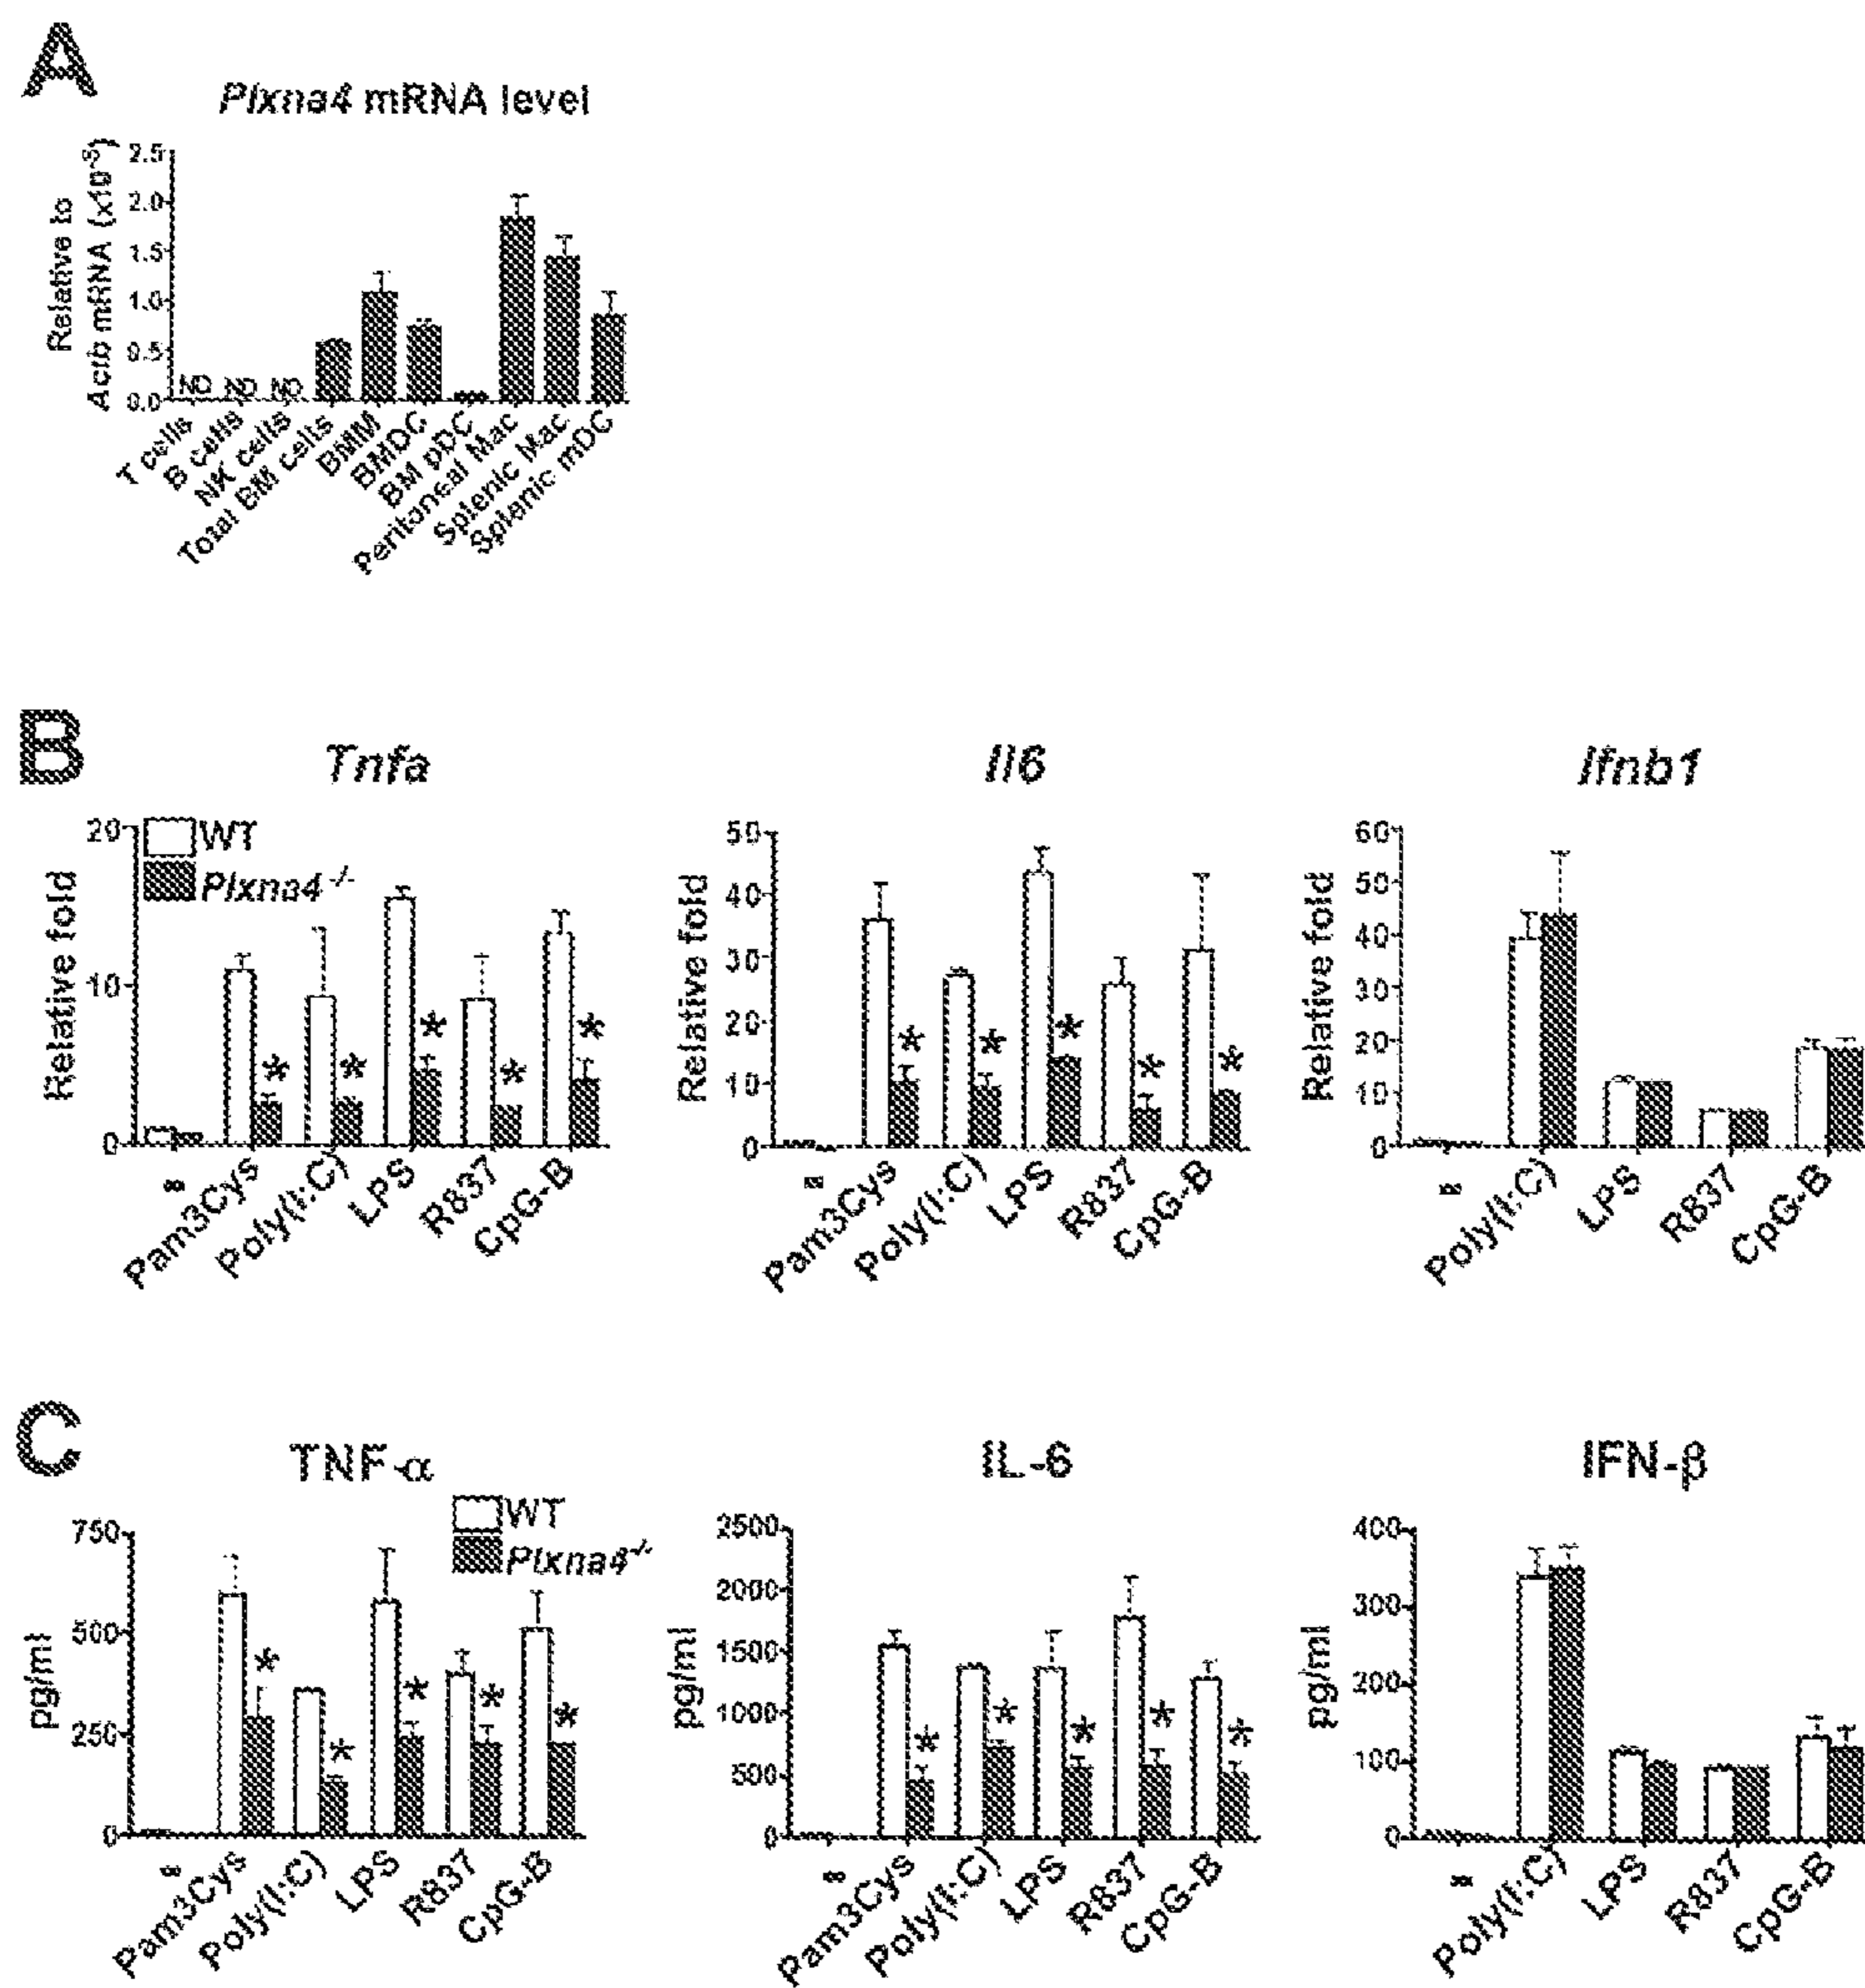 A
Plxna4 mRNA level
Relative to
Actb mRNA (x10⁻³)
2.5
2.0
1.5
1.0
0.5
0.0
ND ND ND
T cells
B cells
NK cells
Total BM cells
BMM
BMDC
BM pDC
Peritoneal Mac
Splenic Mac
Splenic mDC
B
Tnfa
Relative fold
20
10
0
WT
Plxna4 -/-
-
Pam3Cys
Poly(I:C)
LPS
R837
CpG-B
* * * * *
Il6
Relative fold
50
40
30
20
10
0
-
Pam3Cys
Poly(I:C)
LPS
R837
CpG-B
* * * * *
Ifnb1
Relative fold
60
50
40
30
20
10
0
-
Poly(I:C)
LPS
R837
CpG-B
C
TNF-α
pg/ml
750
500
250
0
WT
Plxna4-/-
-
Pam3Cys
Poly(I:C)
LPS
R837
CpG-B
* * * * *
IL-6
pg/ml
2500
2000
1500
1000
500
0
-
Pam3Cys
Poly(I:C)
LPS
R837
CpG-B
* * * * *
IFN-β
pg/ml
400
300
200
100
0
-
Poly(I:C)
LPS
R837
CpG-B